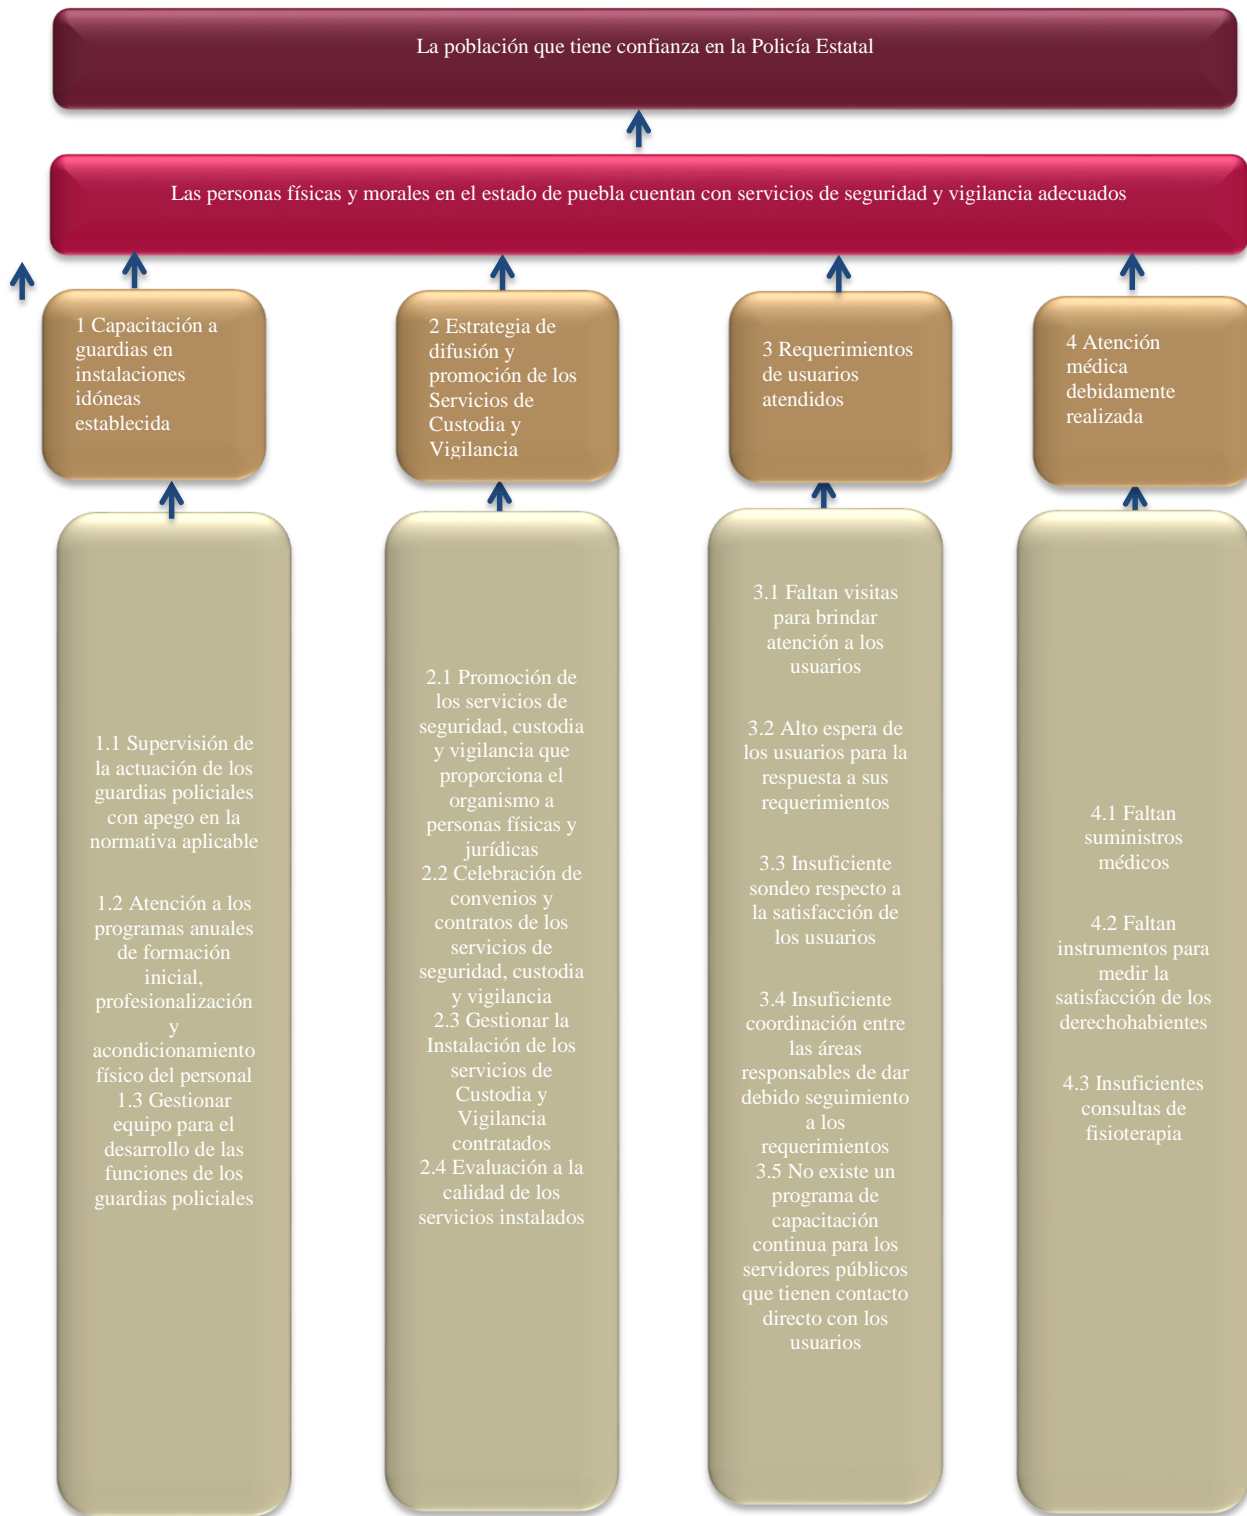 La población que tiene confianza en la Policía Estatal
Las personas físicas y morales en el estado de puebla cuentan con servicios de seguridad y vigilancia adecuados
1 Capacitación a
guardias en
instalaciones
idóneas
establecida
2 Estrategia de
difusión y
promoción de los
Servicios de
Custodia y
Vigilancia
3 Requerimientos
de usuarios
atendidos
4 Atención
médica
debidamente
realizada
1.1 Supervisión de
la actuación de los
guardias policiales
con apego en la
normativa aplicable
1.2 Atención a los
programas anuales
de formación
inicial,
profesionalización
y
acondicionamiento
físico del personal
1.3 Gestionar
equipo para el
desarrollo de las
funciones de los
guardias policiales
2.1 Promoción de
los servicios de
seguridad, custodia
y vigilancia que
proporciona el
organismo a
personas físicas y
jurídicas
2.2 Celebración de
convenios y
contratos de los
servicios de
seguridad, custodia
y vigilancia
2.3 Gestionar la
Instalación de los
servicios de
Custodia y
Vigilancia
contratados
2.4 Evaluación a la
calidad de los
servicios instalados
3.1 Faltan visitas
para brindar
atención a los
usuarios
3.2 Alto espera de
los usuarios para la
respuesta a sus
requerimientos
3.3 Insuficiente
sondeo respecto a
la satisfacción de
los usuarios
3.4 Insuficiente
coordinación entre
las áreas
responsables de dar
debido seguimiento
a los
requerimientos
3.5 No existe un
programa de
capacitación
continua para los
servidores públicos
que tienen contacto
directo con los
usuarios
4.1 Faltan
suministros
médicos
4.2 Faltan
instrumentos para
medir la
satisfacción de los
derechohabientes
4.3 Insuficientes
consultas de
fisioterapia